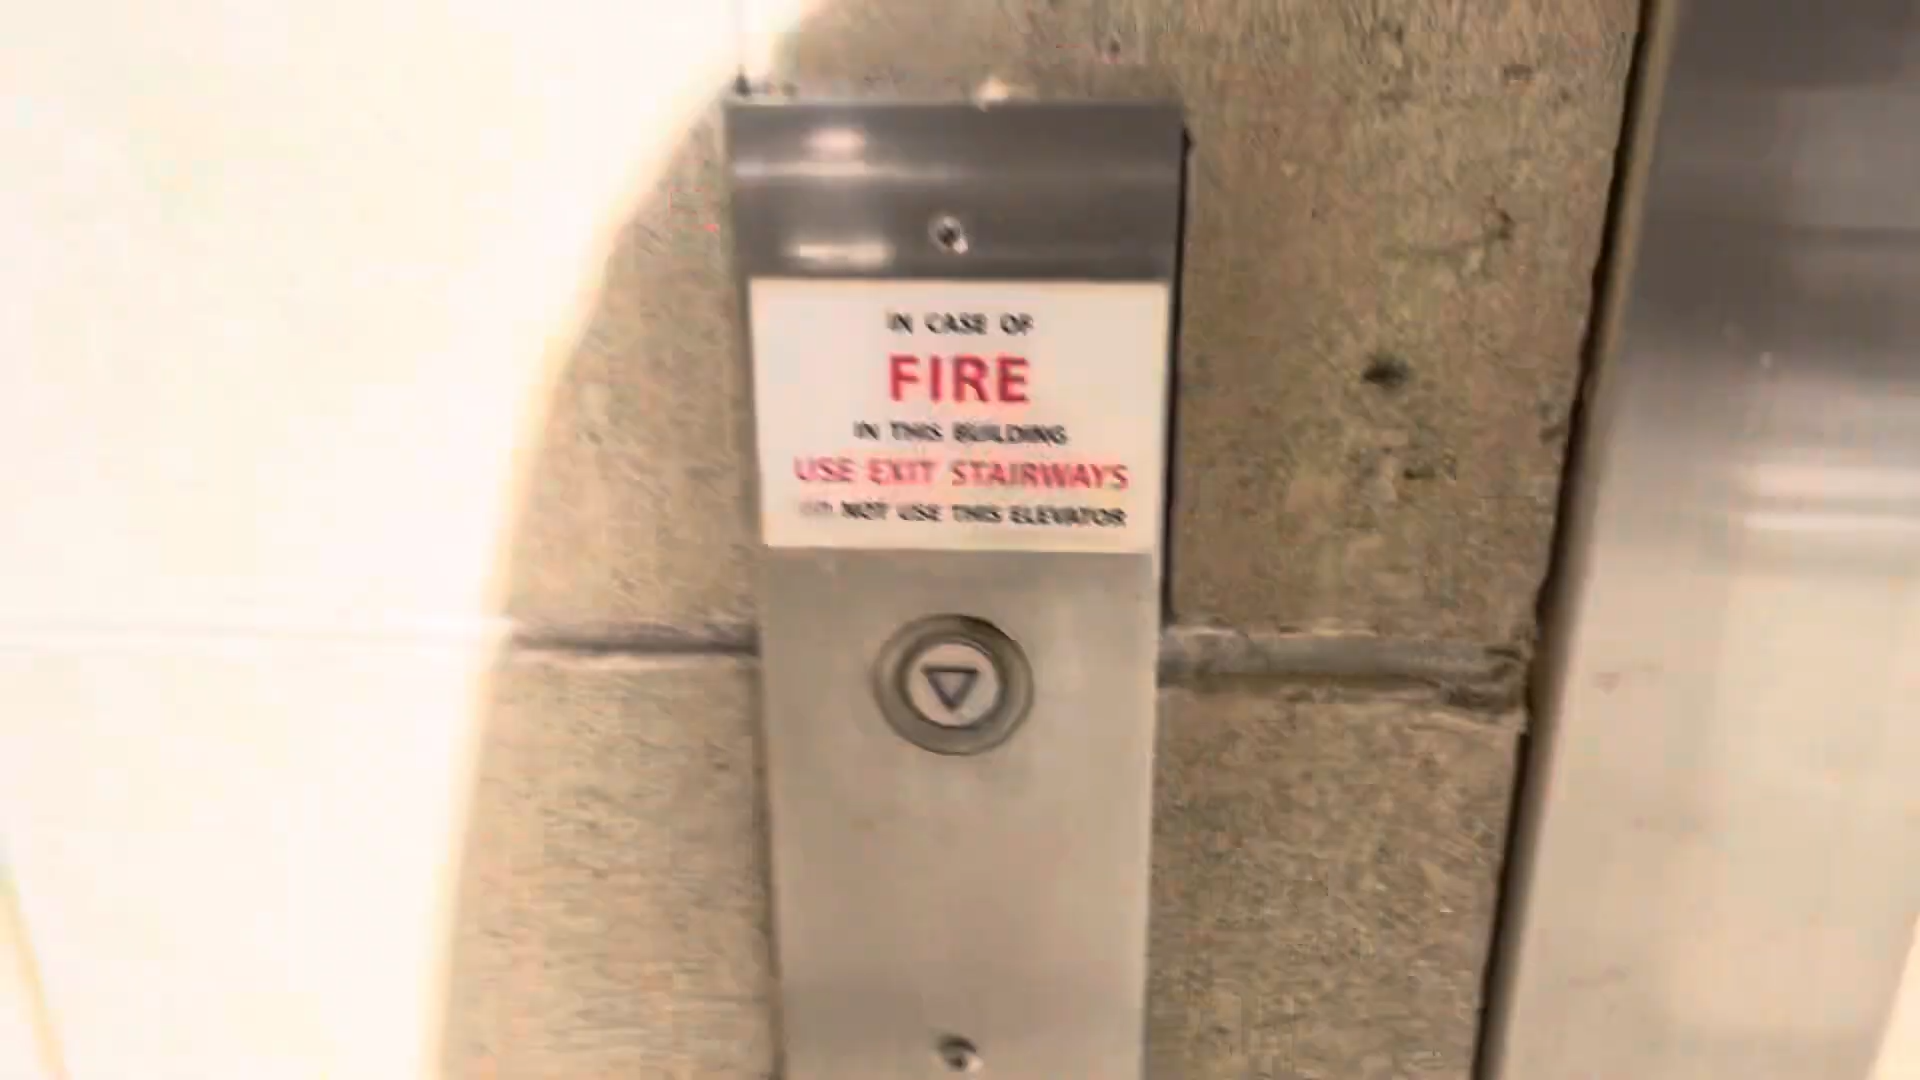 IN CASE OF
FIRE
IN THIS BUILDING
USE EXIT STAIRWAYS
NOT USE THIS ELEVATOR